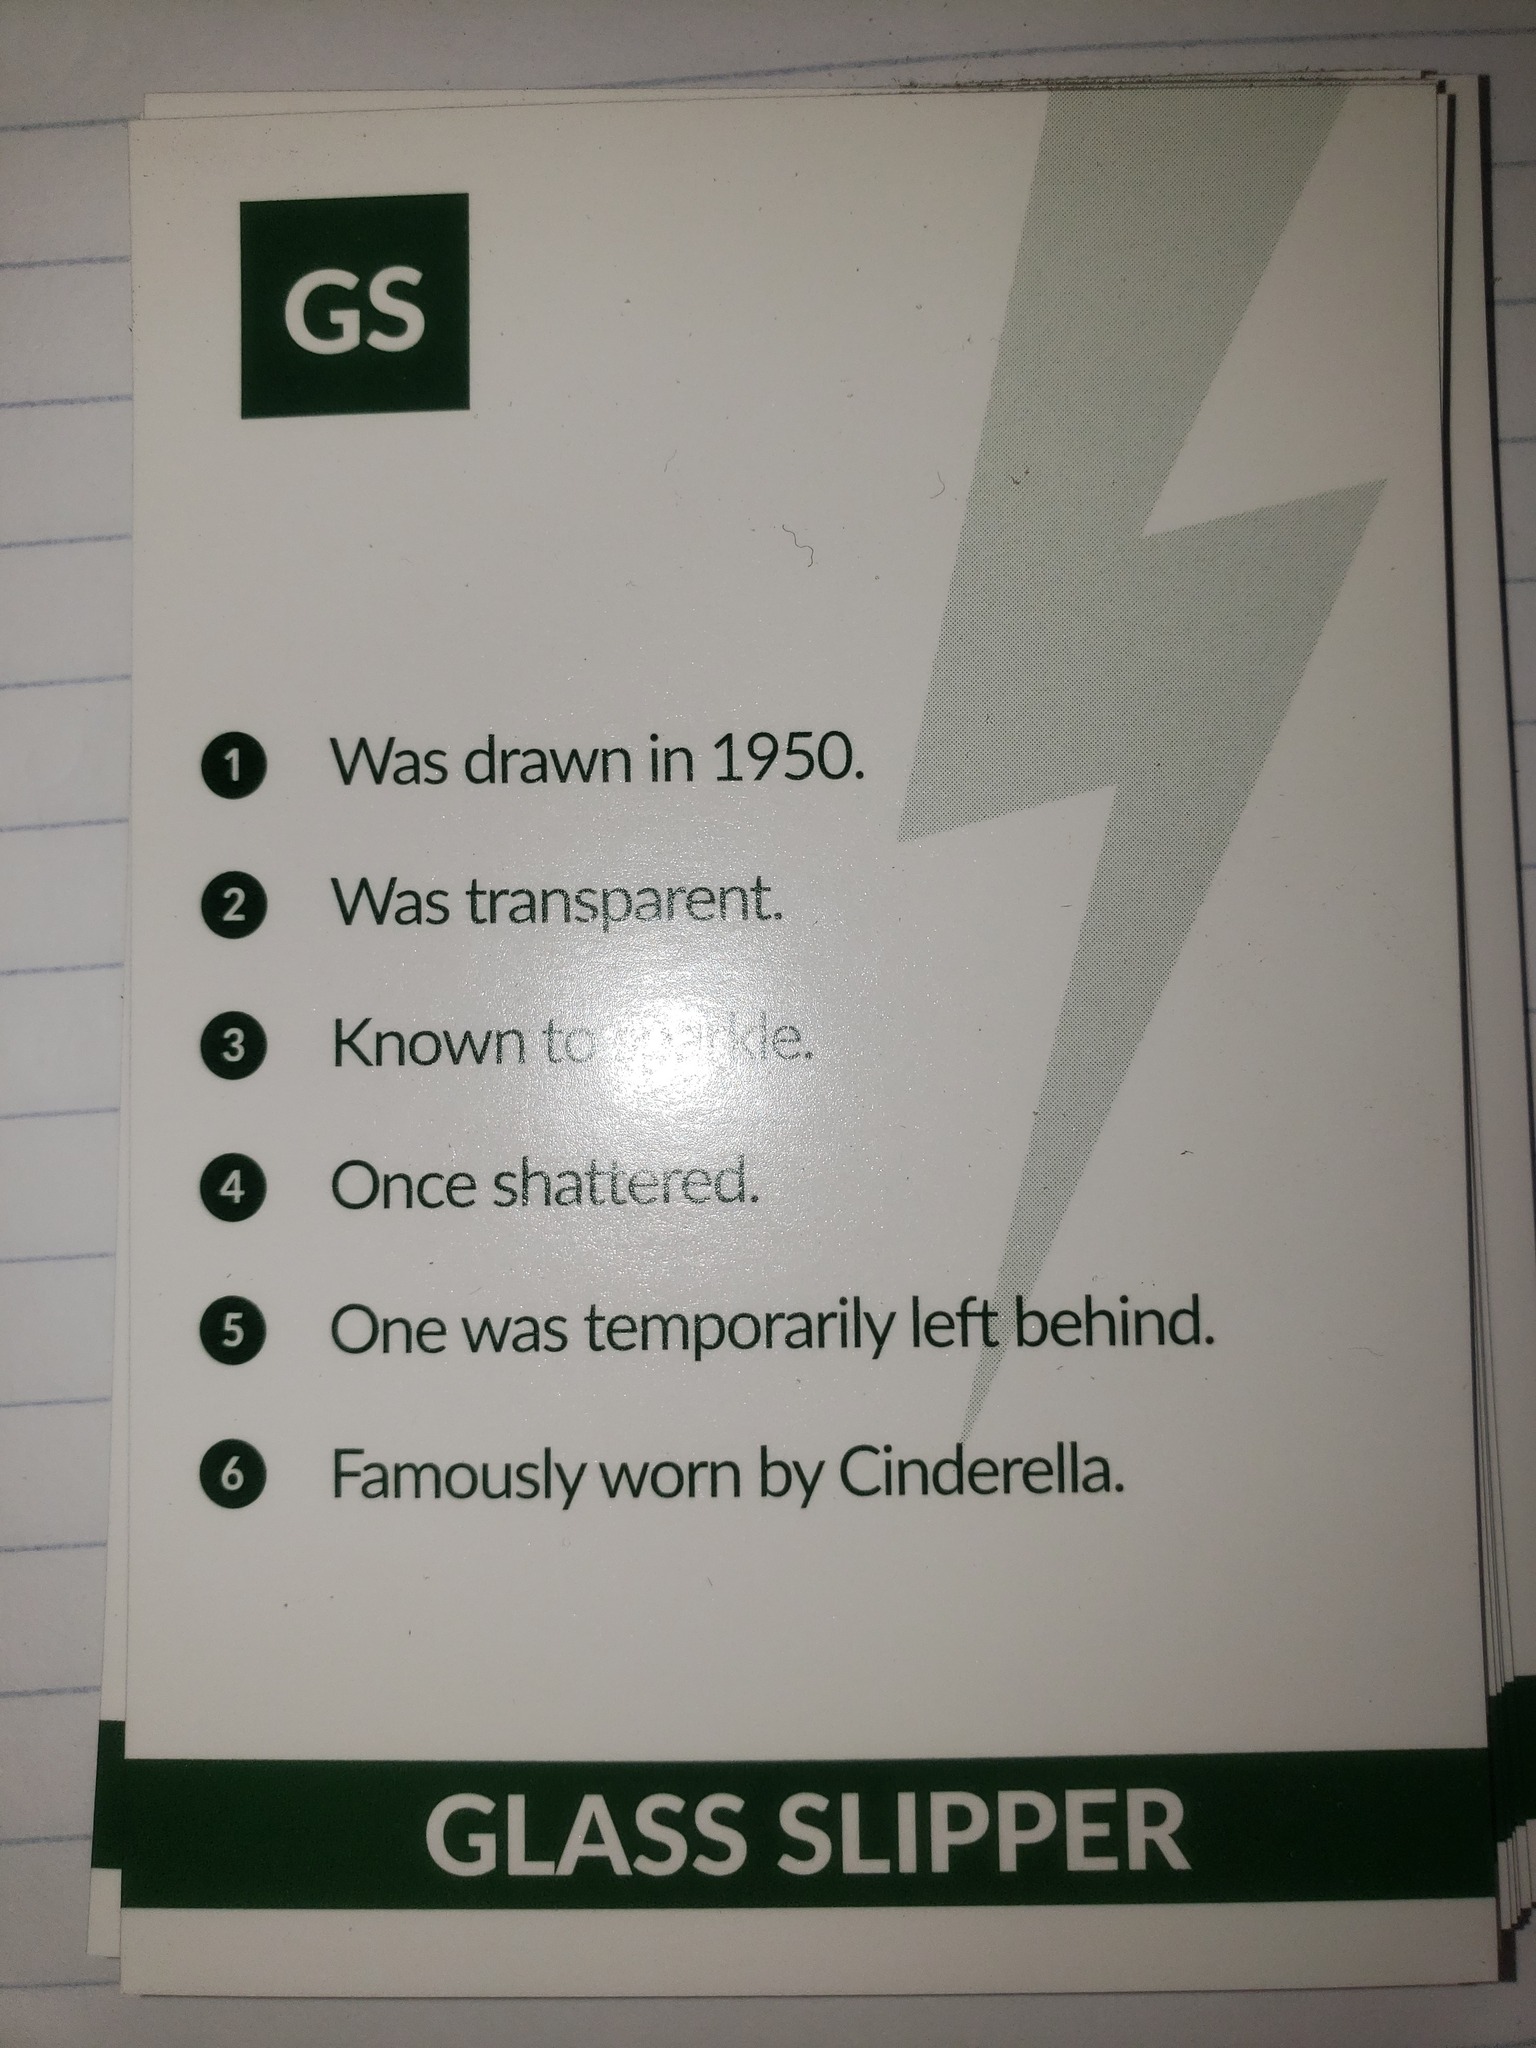 GS
1 Was drawn in 1950.
2 Was transparent.
3 Known to sparkle.
4 Once shattered.
5 One was temporarily left behind.
6 Famously worn by Cinderella.
GLASS SLIPPER